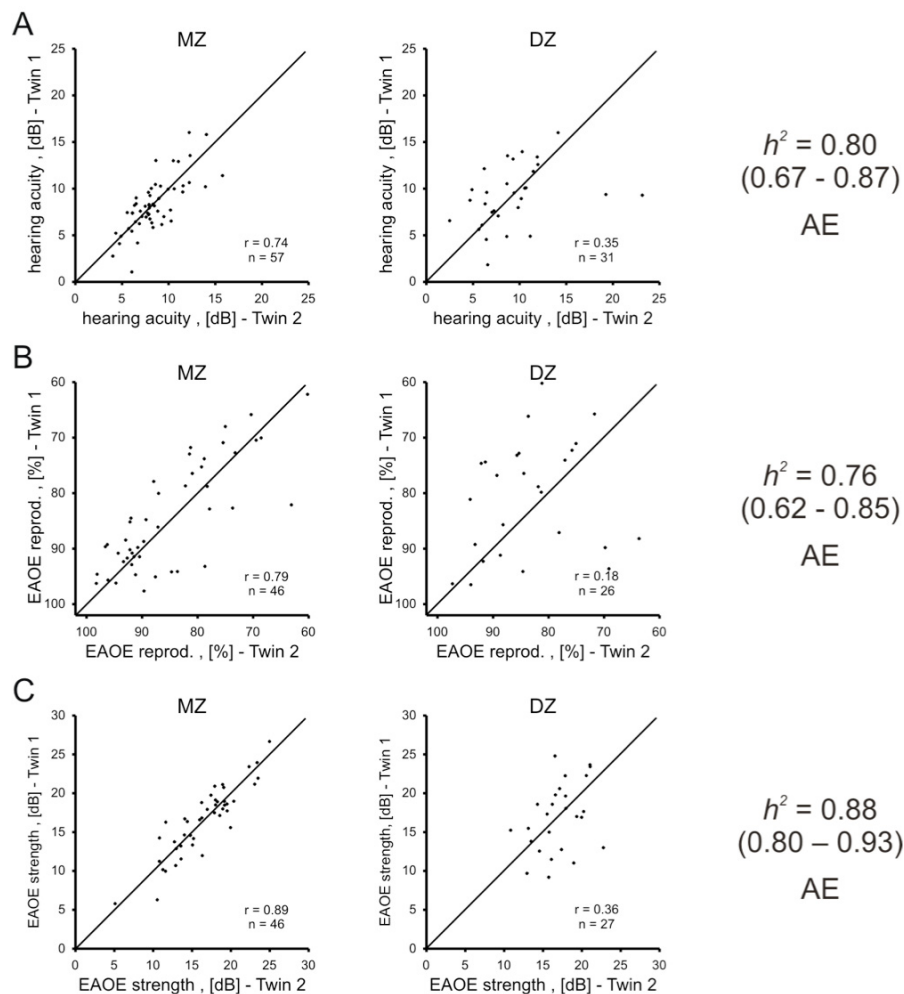 A
MZ
DZ
hearing acuity , [dB] - Twin 1
25
20
15
10
5
0
r = 0.74
n = 57
0 5 10 15 20 25
hearing acuity , [dB] - Twin 2
hearing acuity , [dB] - Twin 1
25
20
15
10
5
0
r = 0.35
n = 31
0 5 10 15 20 25
hearing acuity , [dB] - Twin 2
h² = 0.80
(0.67 - 0.87)
AE
B
MZ
DZ
EAOE reprod. , [%] - Twin 1
60
70
80
90
100
r = 0.79
n = 46
100 90 80 70 60
EAOE reprod. , [%] - Twin 2
EAOE reprod. , [%] - Twin 1
60
70
80
90
100
r = 0.18
n = 26
100 90 80 70 60
EAOE reprod. , [%] - Twin 2
h² = 0.76
(0.62 - 0.85)
AE
C
MZ
DZ
EAOE strength , [dB] - Twin 1
30
25
20
15
10
5
0
r = 0.89
n = 46
0 5 10 15 20 25 30
EAOE strength , [dB] - Twin 2
EAOE strength, [dB] - Twin 1
30
25
20
15
10
5
0
r = 0.36
n = 27
0 5 10 15 20 25 30
EAOE strength , [dB] - Twin 2
h² = 0.88
(0.80 – 0.93)
AE